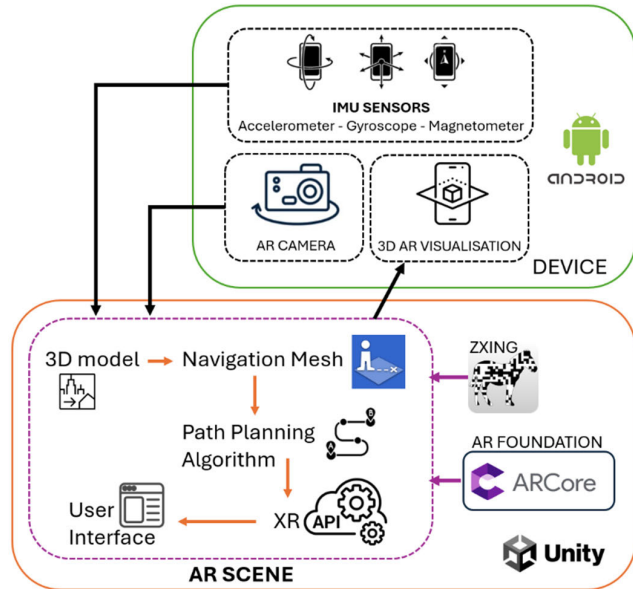 IMU SENSORS
Accelerometer - Gyroscope - Magnetometer
ANDROID
AR CAMERA
3D AR VISUALISATION
DEVICE
3D model
Navigation Mesh
ZXING
Path Planning
Algorithm
B
A
AR FOUNDATION
ARCore
User
Interface
XR
API
AR SCENE
Unity